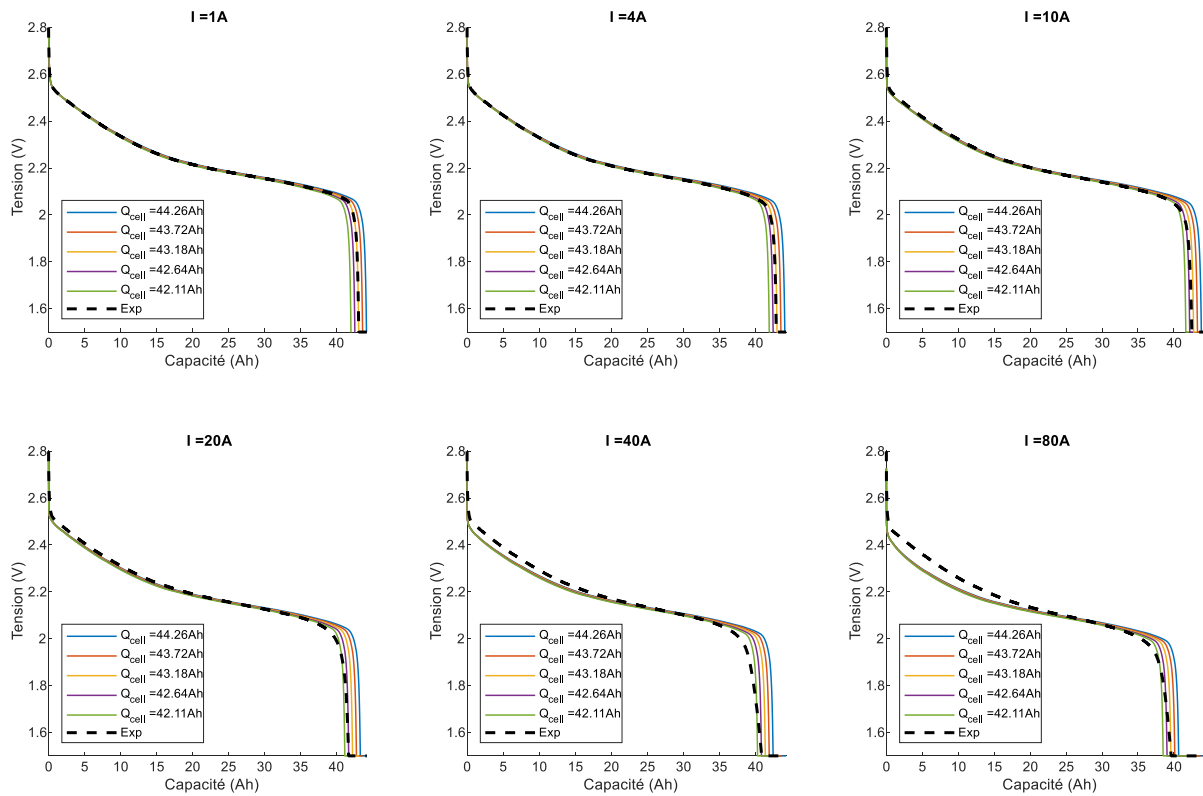 I =1A
Tension (V)
2.8
2.6
2.4
2.2
2
1.8
1.6
Q_cell =44.26Ah
Q_cell =43.72Ah
Q_cell =43.18Ah
Q_cell =42.64Ah
Q_cell =42.11Ah
Exp
0 5 10 15 20 25 30 35 40
Capacité (Ah)
I =4A
Tension (V)
2.8
2.6
2.4
2.2
2
1.8
1.6
Q_cell =44.26Ah
Q_cell =43.72Ah
Q_cell =43.18Ah
Q_cell =42.64Ah
Q_cell =42.11Ah
Exp
0 5 10 15 20 25 30 35 40
Capacité (Ah)
I =10A
Tension (V)
2.8
2.6
2.4
2.2
2
1.8
1.6
Q_cell =44.26Ah
Q_cell =43.72Ah
Q_cell =43.18Ah
Q_cell =42.64Ah
Q_cell =42.11Ah
Exp
0 5 10 15 20 25 30 35 40
Capacité (Ah)
I =20A
Tension (V)
2.8
2.6
2.4
2.2
2
1.8
1.6
Q_cell =44.26Ah
Q_cell =43.72Ah
Q_cell =43.18Ah
Q_cell =42.64Ah
Q_cell =42.11Ah
Exp
0 5 10 15 20 25 30 35 40
Capacité (Ah)
I =40A
Tension (V)
2.8
2.6
2.4
2.2
2
1.8
1.6
Q_cell =44.26Ah
Q_cell =43.72Ah
Q_cell =43.18Ah
Q_cell =42.64Ah
Q_cell =42.11Ah
Exp
0 5 10 15 20 25 30 35 40
Capacité (Ah)
I =80A
Tension (V)
2.8
2.6
2.4
2.2
2
1.8
1.6
Q_cell =44.26Ah
Q_cell =43.72Ah
Q_cell =43.18Ah
Q_cell =42.64Ah
Q_cell =42.11Ah
Exp
0 5 10 15 20 25 30 35 40
Capacité (Ah)